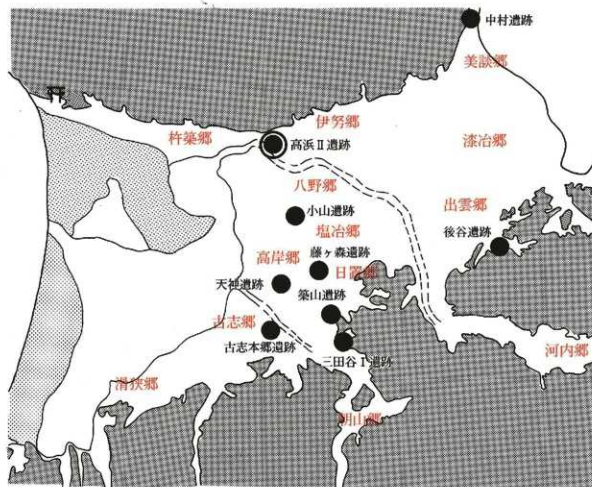 中村遺跡
美談郷
伊努郷
杵築郷
高浜Ⅱ遺跡
漆冶郷
八野郷
出雲郷
小山遺跡
塩冶郷
後谷遺跡
藤ヶ森遺跡
高岸郷
日置郷
天神遺跡
築山遺跡
古志郷
古志本郷遺跡
三田谷Ⅰ遺跡
河内郷
滑狭郷
朝山郷